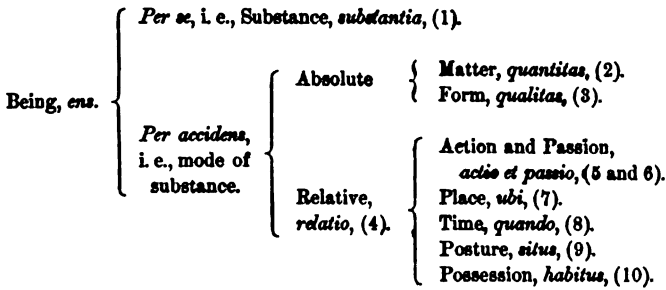 Per se, i. e., Substance, substantia, (1).
Being, ens.
Per accidens,
i. e., mode of
substance.
Absolute
Matter, quantitas, (2).
Form, qualitas, (3).
Relative,
relatio, (4).
Action and Passion,
actio et passio, (5 and 6).
Place, ubi, (7).
Time, quando, (8).
Posture, situs, (9).
Possession, habitus, (10).